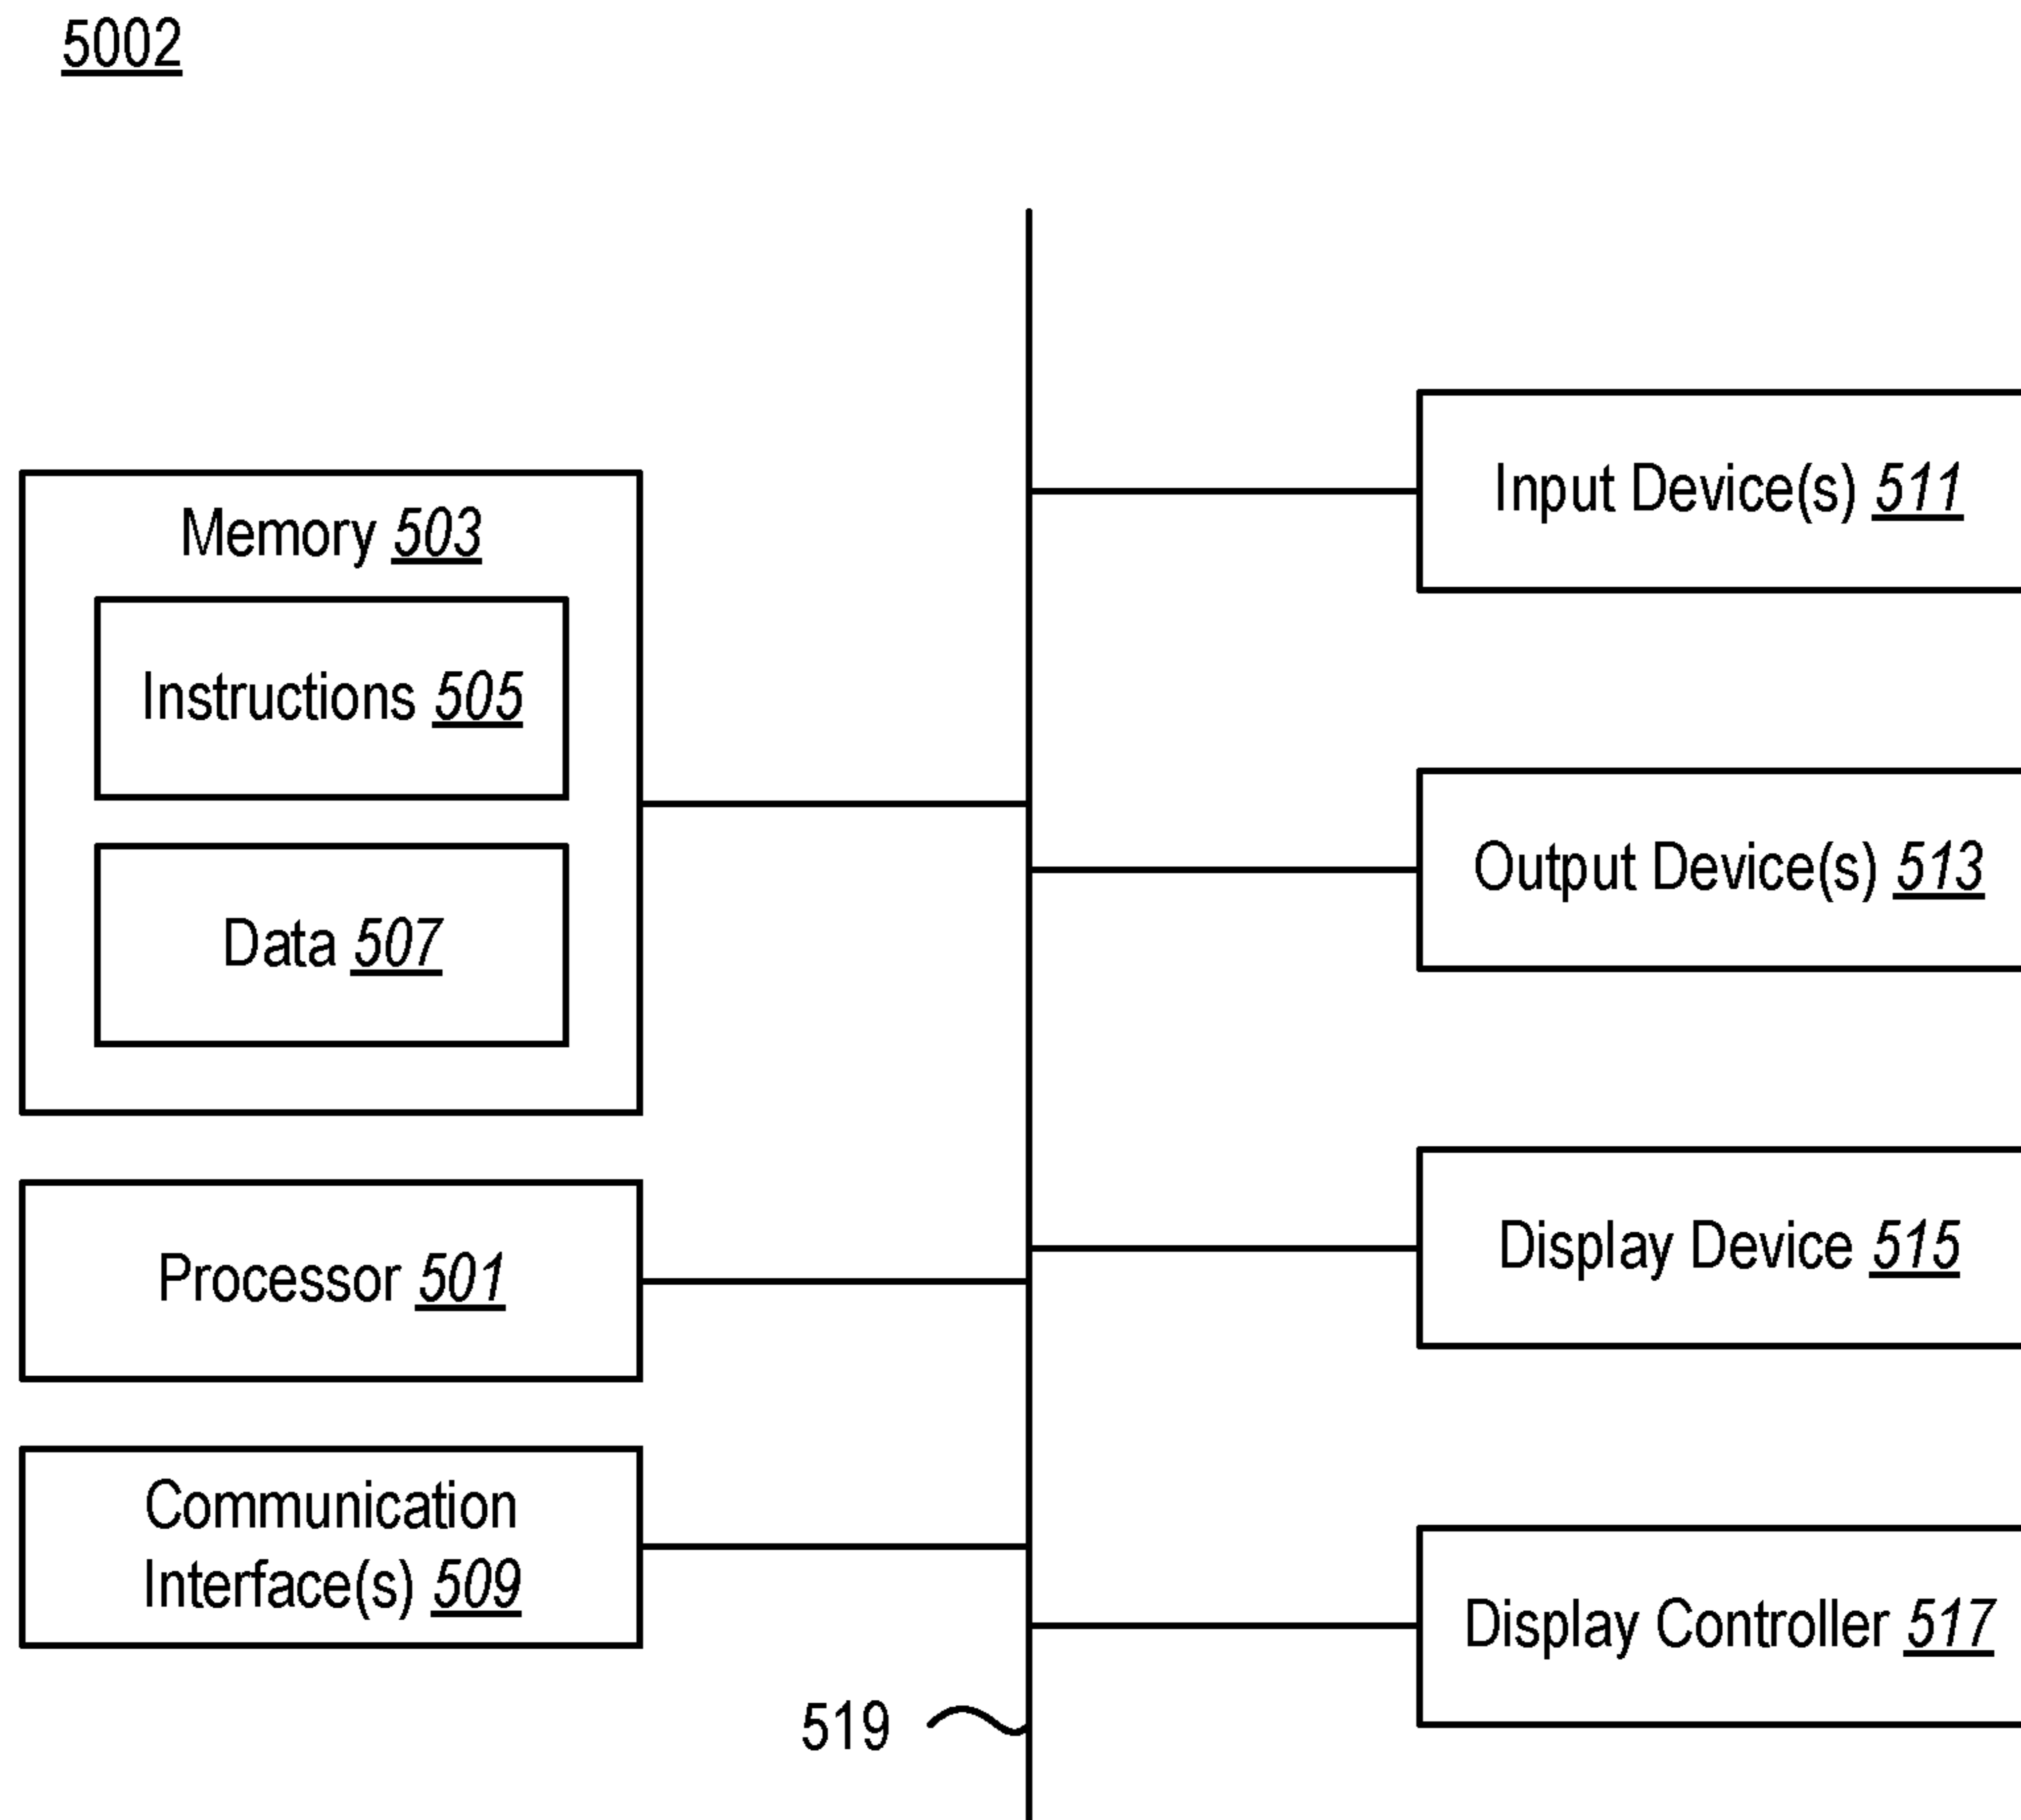 5002
Memory 503
Instructions 505
Data 507
Processor 501
Communication
Interface(s) 509
Input Device(s) 511
Output Device(s) 513
Display Device 515
Display Controller 517
519